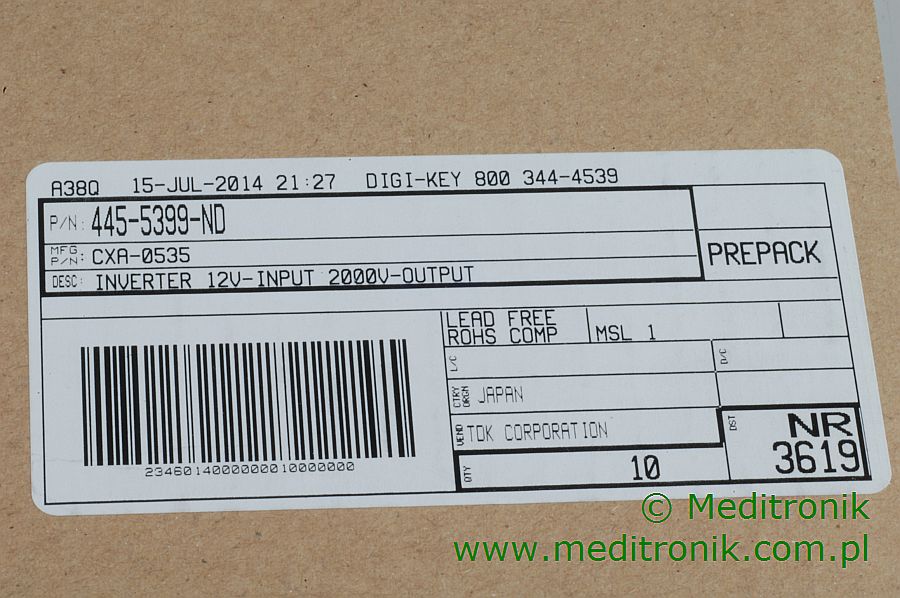 A38Q 15-JUL-2014 21:27 DIGI-KEY 800 344-4539
P/N: 445-5399-ND
MFG P/N: CXA-0535
PREPACK
DESC: INVERTER 12V-INPUT 2000V-OUTPUT
LEAD FREE
ROHS COMP
MSL 1
L/C
D/C
CTRY ORGN JAPAN
VEND TDK CORPORATION
DST NR
3619
QTY 10
23460140000000010000000
© Meditronik
www.meditronik.com.pl